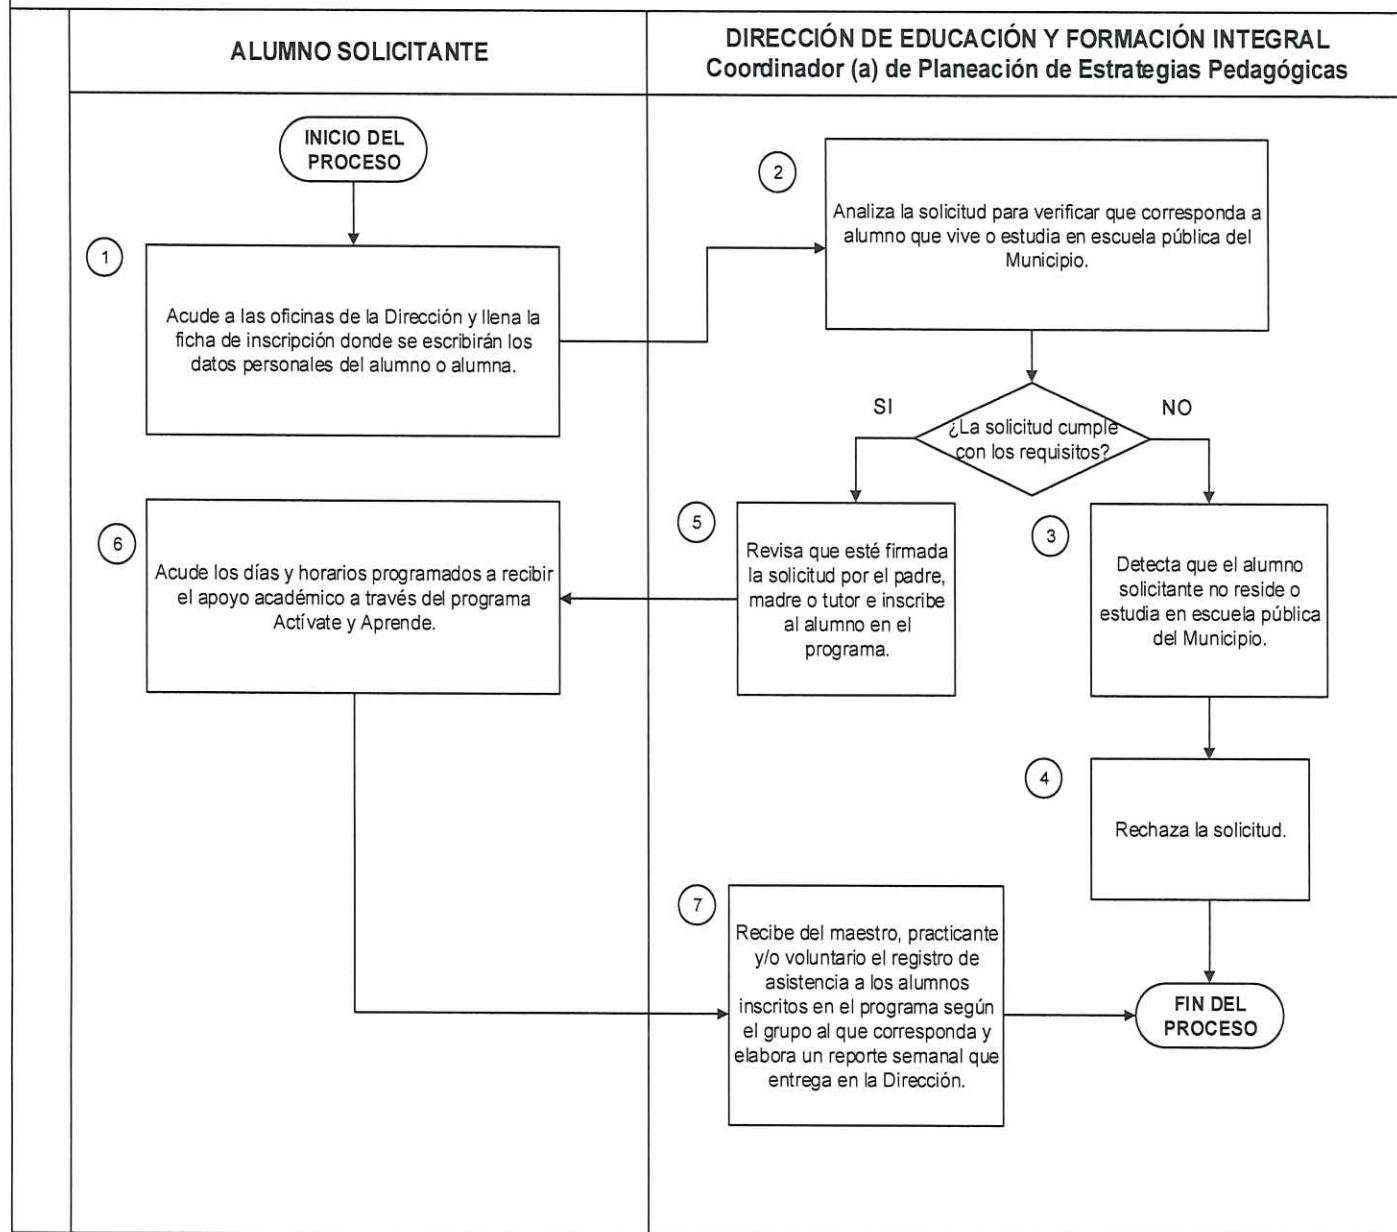 ALUMNO SOLICITANTE
DIRECCIÓN DE EDUCACIÓN Y FORMACIÓN INTEGRAL
Coordinador (a) de Planeación de Estrategias Pedagógicas
INICIO DEL
PROCESO
1
Acude a las oficinas de la Dirección y llena la
ficha de inscripción donde se escribirán los
datos personales del alumno o alumna.
2
Analiza la solicitud para verificar que corresponda a
alumno que vive o estudia en escuela pública del
Municipio.
SI
¿La solicitud cumple
con los requisitos?
NO
3
Detecta que el alumno
solicitante no reside o
estudia en escuela pública
del Municipio.
4
Rechaza la solicitud.
5
Revisa que esté firmada
la solicitud por el padre,
madre o tutor e inscribe
al alumno en el
programa.
6
Acude los días y horarios programados a recibir
el apoyo académico a través del programa
Actívate y Aprende.
7
Recibe del maestro, practicante
y/o voluntario el registro de
asistencia a los alumnos
inscritos en el programa según
el grupo al que corresponda y
elabora un reporte semanal que
entrega en la Dirección.
FIN DEL
PROCESO